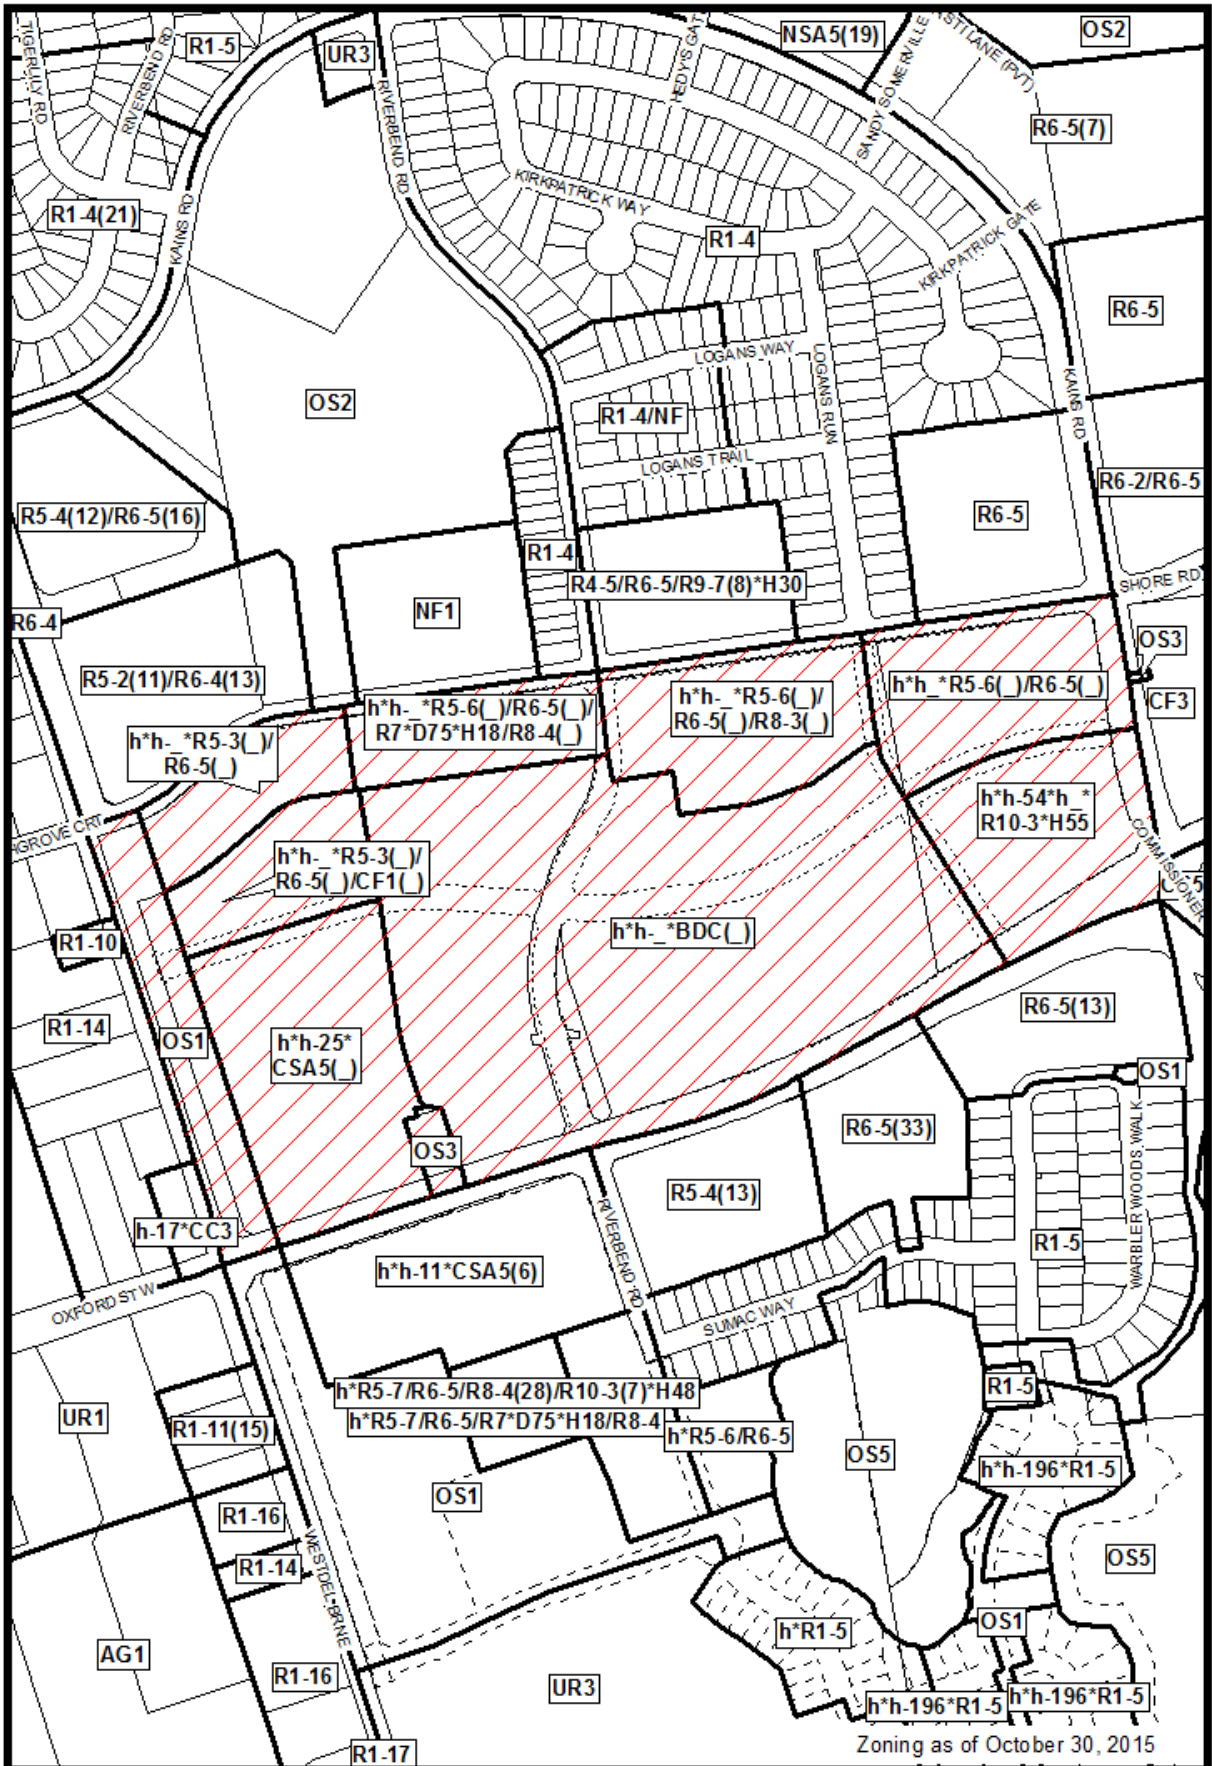 TIGERLILY RD
RIVERBEND RD
R1-5
UR3
NSA5(19)
OS2
HEDY'S GATE
SANDY SOMERVILLE
R6-5(7)
RIVERBEND RD
KAINS RD
R1-4(21)
KIRKPATRICK WAY
R1-4
KIRKPATRICK GATE
R6-5
LOGANS WAY
LOGANS RUN
KAINS RD
OS2
R1-4/NF
LOGANS TRAIL
R6-2/R6-5
R5-4(12)/R6-5(16)
R6-5
R1-4
R4-5/R6-5/R9-7(8)*H30
SHORE RD
NF1
R6-4
OS3
R5-2(11)/R6-4(13)
h*h-_*R5-6(_)/R6-5(_)/
R7*D75*H18/R8-4(_)
h*h-_*R5-6(_)/
R6-5(_)/R8-3(_)
h*h_*R5-6(_)/R6-5(_)
CF3
h*h-_*R5-3(_)/
R6-5(_)
h*h-54*h_*
R10-3*H55
GROVE CRT
COMMISSIONER
h*h-_*R5-3(_)/
R6-5(_)/CF1(_)
h*h-_*BDC(_)
R1-10
R6-5(13)
R1-14
OS1
h*h-25*
CSA5(_)
OS1
R6-5(33)
OS3
R5-4(13)
WARBLER WOODS WALK
h-17*CC3
RIVERBEND RD
R1-5
h*h-11*CSA5(6)
OXFORD ST W
SUMAC WAY
h*R5-7/R6-5/R8-4(28)/R10-3(7)*H48
R1-5
UR1
R1-11(15)
h*R5-7/R6-5/R7*D75*H18/R8-4
h*R5-6/R6-5
OS5
h*h-196*R1-5
OS1
R1-16
WESTDEL BRNE
R1-14
OS5
OS1
h*R1-5
AG1
R1-16
UR3
h*h-196*R1-5
h*h-196*R1-5
R1-17
Zoning as of October 30, 2015